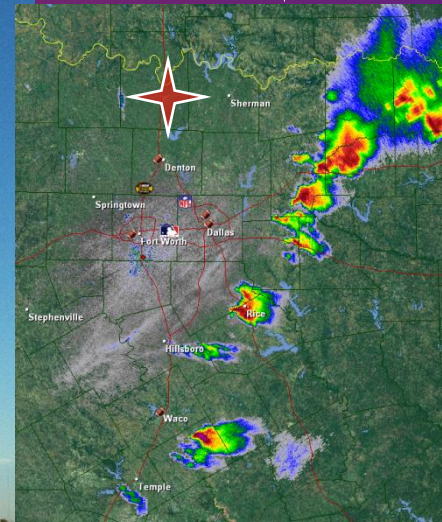 Sherman
Denton
Springtown
Dallas
Fort Worth
Rice
Stephenville
Hillsboro
Waco
Temple